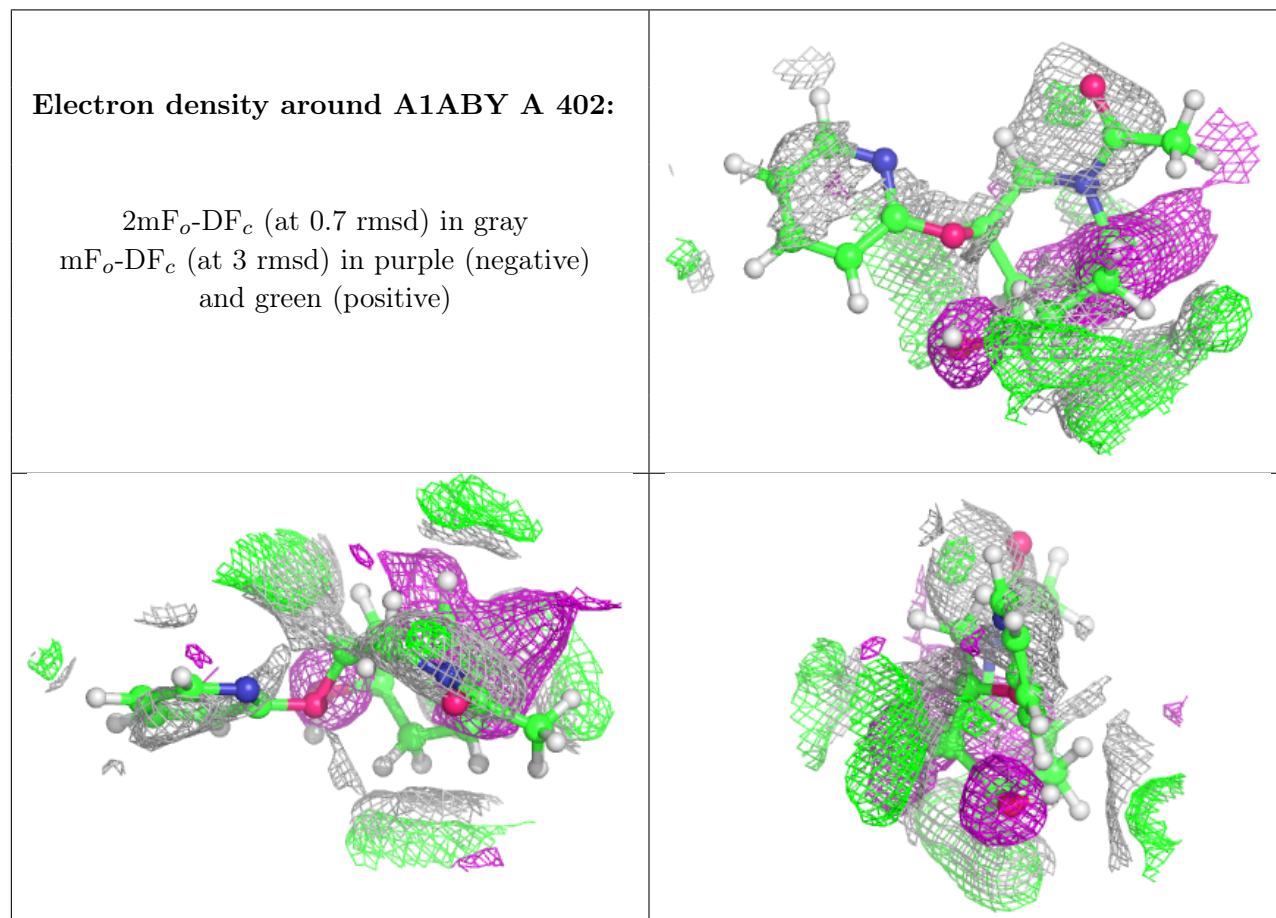 Electron density around A1ABY A 402:
2mFo-DFc (at 0.7 rmsd) in gray
mFo-DFc (at 3 rmsd) in purple (negative)
and green (positive)